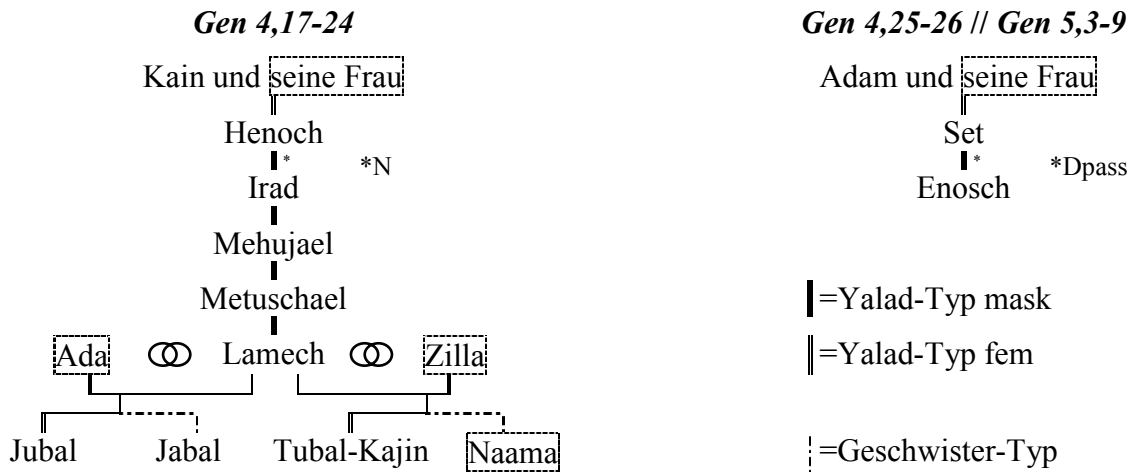 Gen 4,17-24
Gen 4,25-26 // Gen 5,3-9
Kain und seine Frau
Adam und seine Frau
Henoch
Set
* *N
* *Dpass
Irad
Enosch
Mehujael
Metuschael
=Yalad-Typ mask
Ada Lamech Zilla
=Yalad-Typ fem
Jubal Jabal Tubal-Kajin Naama
=Geschwister-Typ